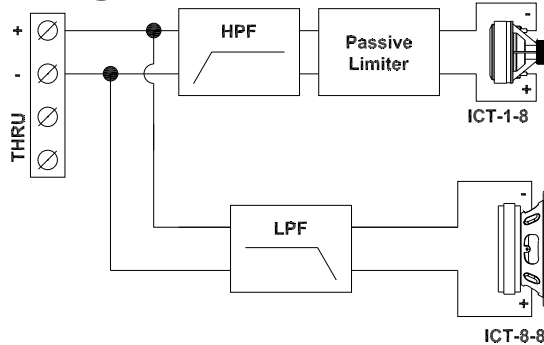 +
-
THRU
HPF
Passive
Limiter
-
+
ICT-1-8
LPF
-
+
ICT-8-8